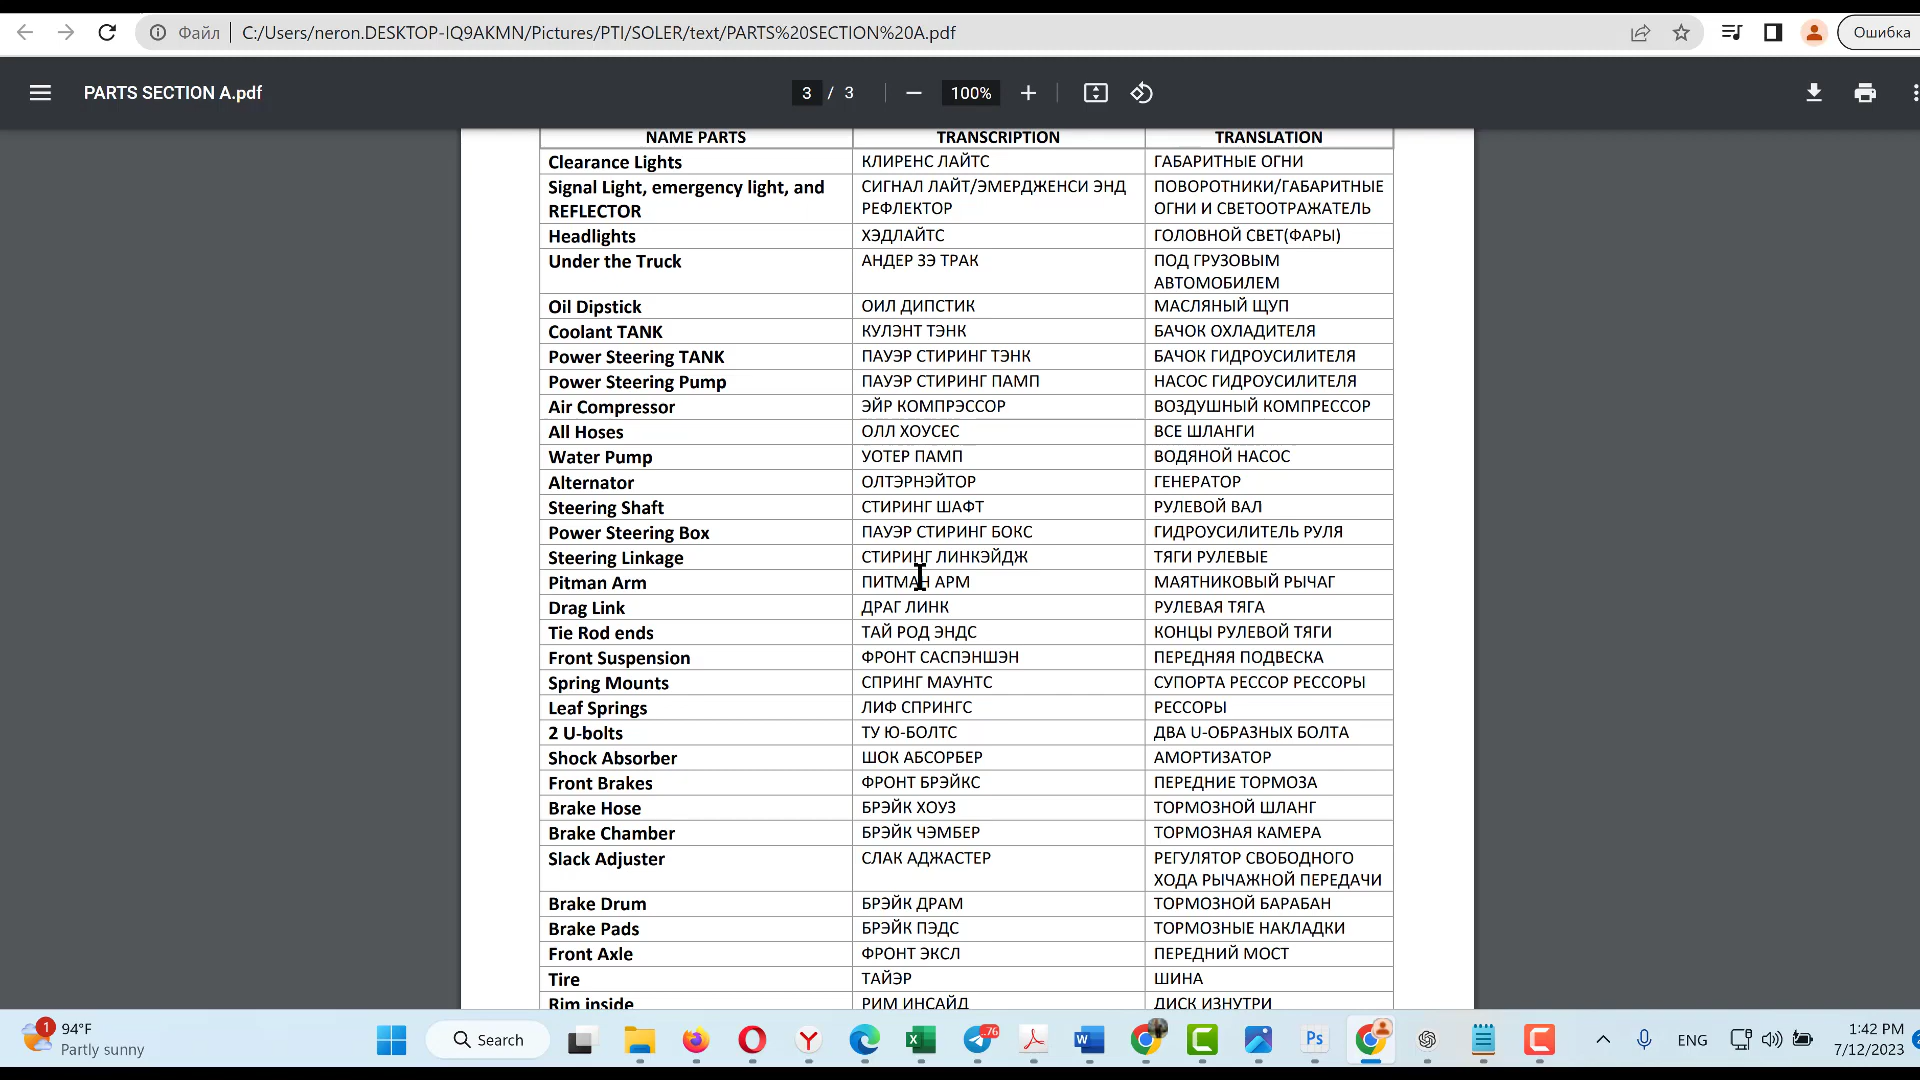 Файл
C:/Users/neron.DESKTOP-IQ9AKMN/Pictures/PTI/SOLER/text/PARTS%20SECTION%20A.pdf
Ошибка
PARTS SECTION A.pdf
3 / 3
100%
NAME PARTS TRANSCRIPTION TRANSLATION
Clearance Lights КЛИРЕНС ЛАЙТС ГАБАРИТНЫЕ ОГНИ
Signal Light, emergency light, and СИГНАЛ ЛАЙТ/ЭМЕРДЖЕНСИ ЭНД ПОВОРОТНИКИ/ГАБАРИТНЫЕ
REFLECTOR РЕФЛЕКТОР ОГНИ И СВЕТООТРАЖАТЕЛЬ
Headlights ХЭДЛАЙТС ГОЛОВНОЙ СВЕТ(ФАРЫ)
Under the Truck АНДЕР ЗЭ ТРАК ПОД ГРУЗОВЫМ
АВТОМОБИЛЕМ
Oil Dipstick ОИЛ ДИПСТИК МАСЛЯНЫЙ ЩУП
Coolant TANK КУЛЭНТ ТЭНК БАЧОК ОХЛАДИТЕЛЯ
Power Steering TANK ПАУЭР СТИРИНГ ТЭНК БАЧОК ГИДРОУСИЛИТЕЛЯ
Power Steering Pump ПАУЭР СТИРИНГ ПАМП НАСОС ГИДРОУСИЛИТЕЛЯ
Air Compressor ЭЙР КОМПРЭССОР ВОЗДУШНЫЙ КОМПРЕССОР
All Hoses ОЛЛ ХОУСЕС ВСЕ ШЛАНГИ
Water Pump УОТЕР ПАМП ВОДЯНОЙ НАСОС
Alternator ОЛТЭРНЭЙТОР ГЕНЕРАТОР
Steering Shaft СТИРИНГ ШАФТ РУЛЕВОЙ ВАЛ
Power Steering Box ПАУЭР СТИРИНГ БОКС ГИДРОУСИЛИТЕЛЬ РУЛЯ
Steering Linkage СТИРИНГ ЛИНКЭЙДЖ ТЯГИ РУЛЕВЫЕ
Pitman Arm ПИТМАН АРМ МАЯТНИКОВЫЙ РЫЧАГ
Drag Link ДРАГ ЛИНК РУЛЕВАЯ ТЯГА
Tie Rod ends ТАЙ РОД ЭНДС КОНЦЫ РУЛЕВОЙ ТЯГИ
Front Suspension ФРОНТ САСПЭНШЭН ПЕРЕДНЯЯ ПОДВЕСКА
Spring Mounts СПРИНГ МАУНТС СУПОРТА РЕССОР РЕССОРЫ
Leaf Springs ЛИФ СПРИНГС РЕССОРЫ
2 U-bolts ТУ Ю-БОЛТС ДВА U-ОБРАЗНЫХ БОЛТА
Shock Absorber ШОК АБСОРБЕР АМОРТИЗАТОР
Front Brakes ФРОНТ БРЭЙКС ПЕРЕДНИЕ ТОРМОЗА
Brake Hose БРЭЙК ХОУЗ ТОРМОЗНОЙ ШЛАНГ
Brake Chamber БРЭЙК ЧЭМБЕР ТОРМОЗНАЯ КАМЕРА
Slack Adjuster СЛАК АДЖАСТЕР РЕГУЛЯТОР СВОБОДНОГО
ХОДА РЫЧАЖНОЙ ПЕРЕДАЧИ
Brake Drum БРЭЙК ДРАМ ТОРМОЗНОЙ БАРАБАН
Brake Pads БРЭЙК ПЭДС ТОРМОЗНЫЕ НАКЛАДКИ
Front Axle ФРОНТ ЭКСЛ ПЕРЕДНИЙ МОСТ
Tire ТАЙЭР ШИНА
Rim inside РИМ ИНСАЙД ДИСК ИЗНУТРИ
1
94°F
Partly sunny
Search
76
Ps
ENG
1:42 PM
7/12/2023